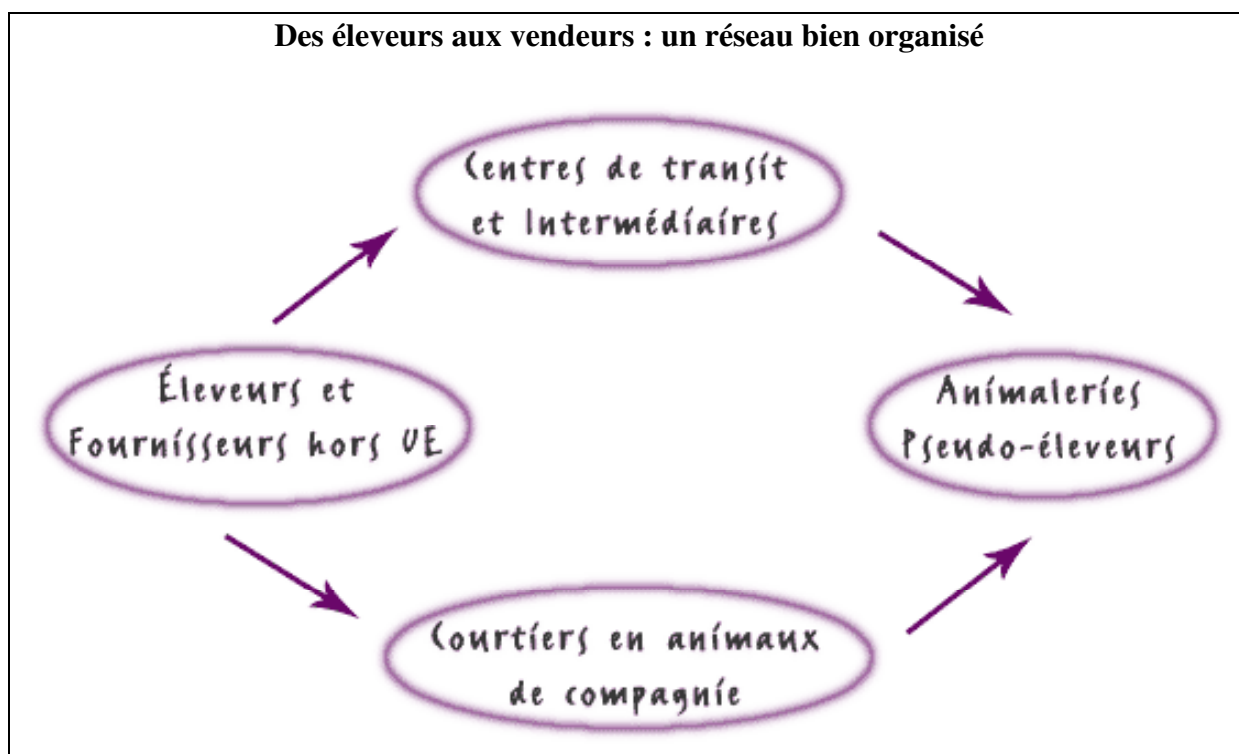 Des éleveurs aux vendeurs : un réseau bien organisé
Centres de transit
et Intermédiaires
Éleveurs et
Fournisseurs hors UE
Animaleries
Pseudo-éleveurs
Courtiers en animaux
de compagnie